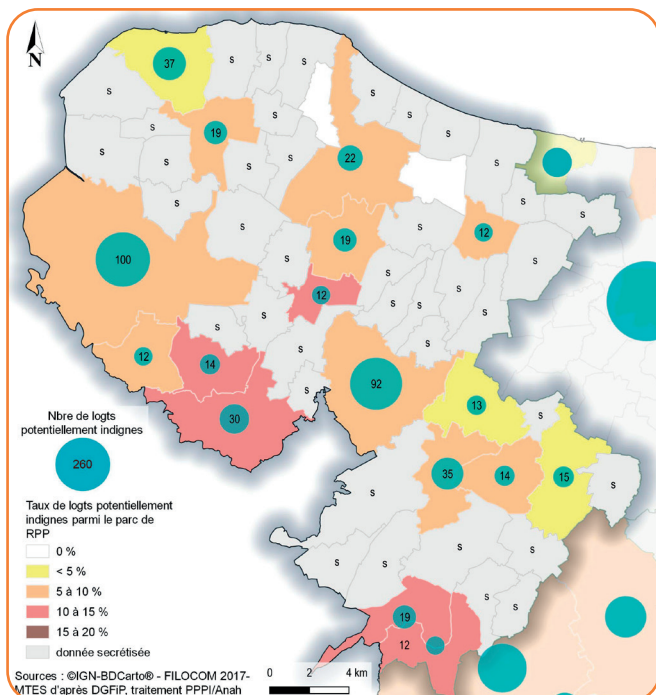 N
37
S S S
S
19
S
S
22
S S S S
S
S S
S
S
S
S
S
100
S
S
19
S
S
12
S
S
S
12
S
S
S
S
S
S
12
14
S
S
S
S
92
30
13
S
35
14
15
S
S
S
S
S
S
S
S
S
S
19
12
Nbre de logts
potentiellement indignes
260
Taux de logts potentiellement
indignes parmi le parc de
RPP
0 %
< 5 %
5 à 10 %
10 à 15 %
15 à 20 %
donnée secrétisée
Sources : ©IGN-BDCarto® - FILOCOM 2017-
MTES d'après DGFiP, traitement PPPI/Anah
0 2 4 km